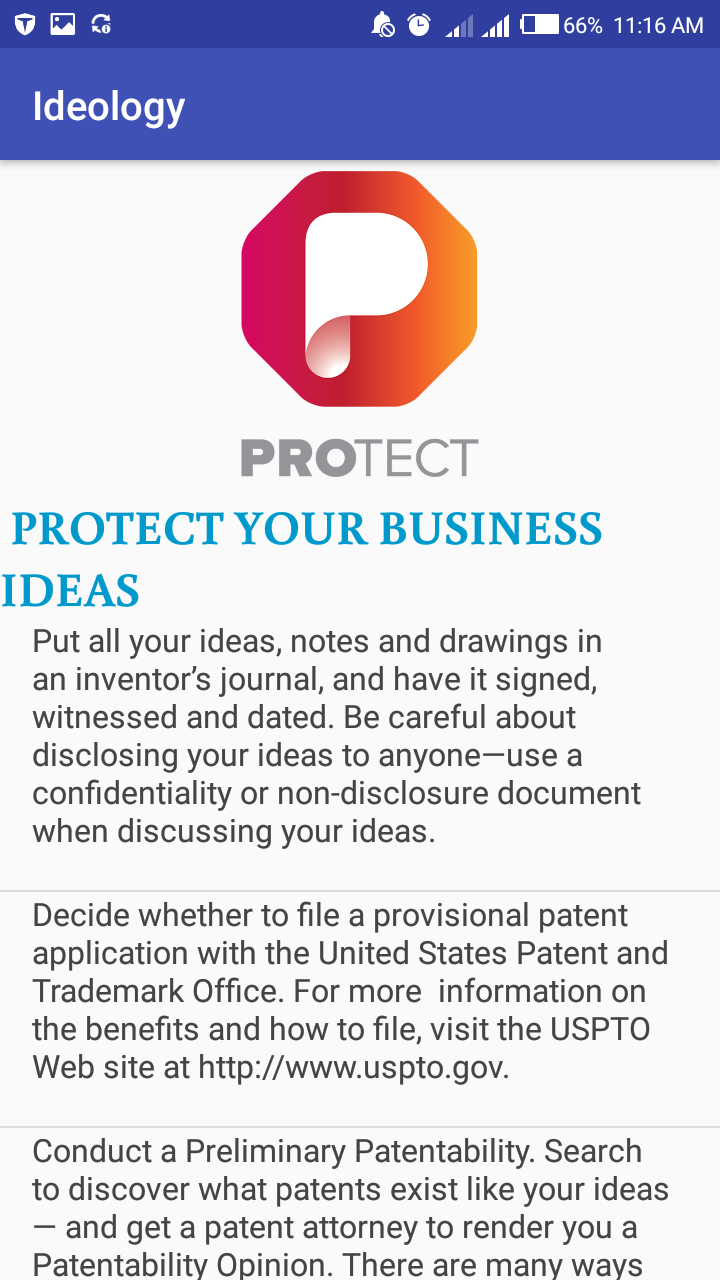 66% 11:16 AM
Ideology
PROTECT
PROTECT YOUR BUSINESS
IDEAS
Put all your ideas, notes and drawings in
an inventor’s journal, and have it signed,
witnessed and dated. Be careful about
disclosing your ideas to anyone—use a
confidentiality or non-disclosure document
when discussing your ideas.
Decide whether to file a provisional patent
application with the United States Patent and
Trademark Office. For more  information on
the benefits and how to file, visit the USPTO
Web site at http://www.uspto.gov.
Conduct a Preliminary Patentability. Search
to discover what patents exist like your ideas
— and get a patent attorney to render you a
Patentability Opinion. There are many ways